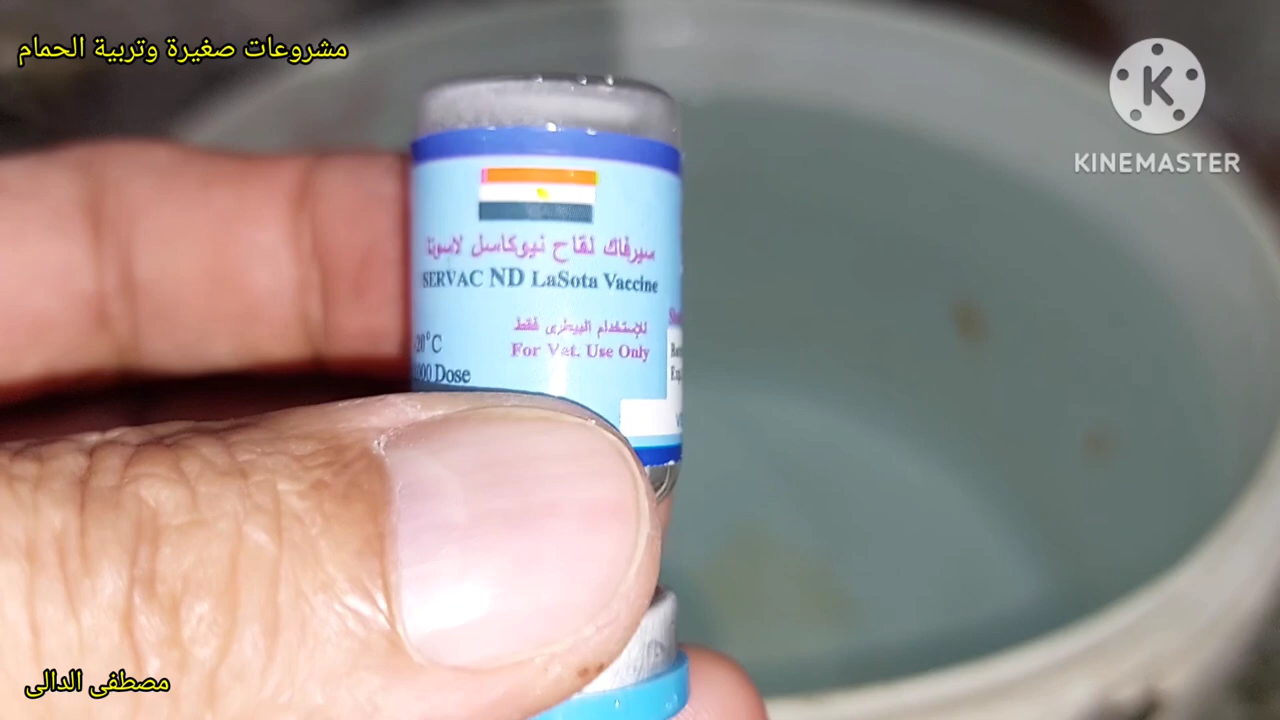 مشروعات صغيرة وتربية الحمام
KINEMASTER
سيرفاك لقاح نيوكاسل لاسوتا
SERVAC ND LaSota Vaccine
للإستخدام البيطرى فقط
For Vet. Use Only
20°C
Dose
مصطفى الدالى